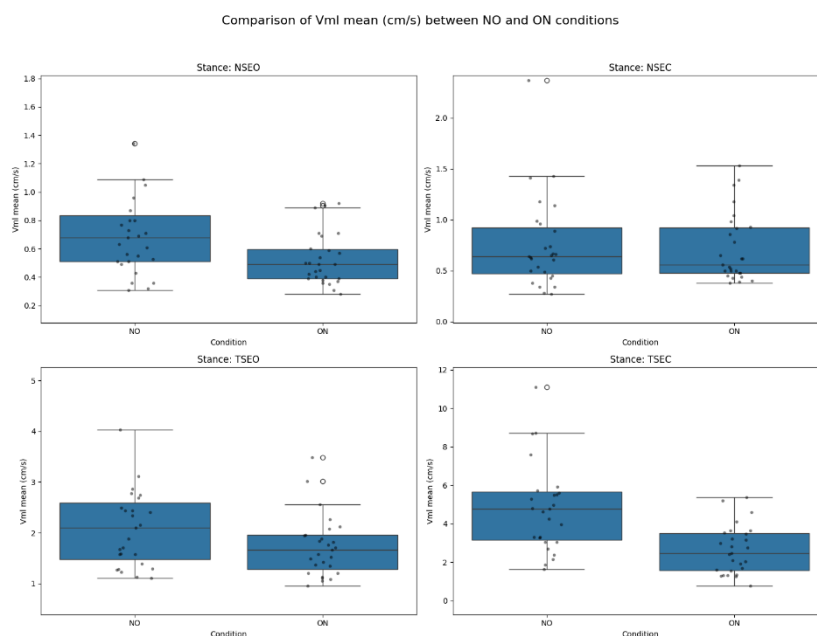 Comparison of Vml mean (cm/s) between NO and ON conditions
Stance: NSEO
Vml mean (cm/s)
1.8
1.6
1.4
1.2
1.0
0.8
0.6
0.4
0.2
NO
ON
Condition
Stance: NSEC
Vml mean (cm/s)
2.0
1.5
1.0
0.5
0.0
NO
ON
Condition
Stance: TSEO
Vml mean (cm/s)
5
4
3
2
1
NO
ON
Condition
Stance: TSEC
Vml mean (cm/s)
12
10
8
6
4
2
0
NO
ON
Condition